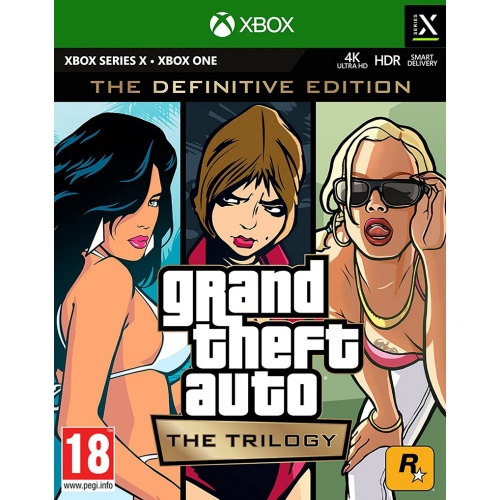 XBOX
SERIES X
XBOX SERIES X • XBOX ONE
4K ULTRA HD
HDR
SMART DELIVERY
THE DEFINITIVE EDITION
grand
theft
auto
THE TRILOGY
18
www.pegi.info
R★